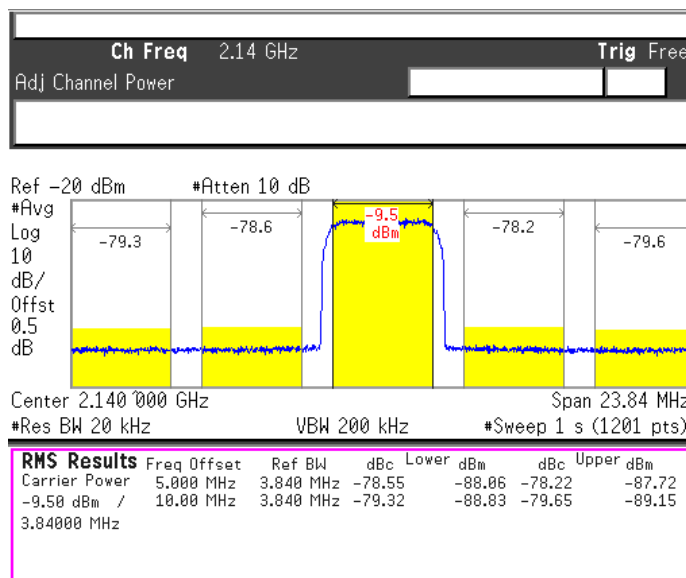 Ch Freq 2.14 GHz Trig Free
Adj Channel Power
Ref -20 dBm #Atten 10 dB
#Avg
Log
10
dB/
Offst
0.5
dB
-79.3
-78.6
-9.5
dBm
-78.2
-79.6
Center 2.140 000 GHz Span 23.84 MHz
#Res BW 20 kHz VBW 200 kHz #Sweep 1 s (1201 pts)
RMS Results Freq Offset Ref BW dBc Lower dBm dBc Upper dBm
Carrier Power 5.000 MHz 3.840 MHz -78.55 -88.06 -78.22 -87.72
-9.50 dBm / 10.00 MHz 3.840 MHz -79.32 -88.83 -79.65 -89.15
3.84000 MHz